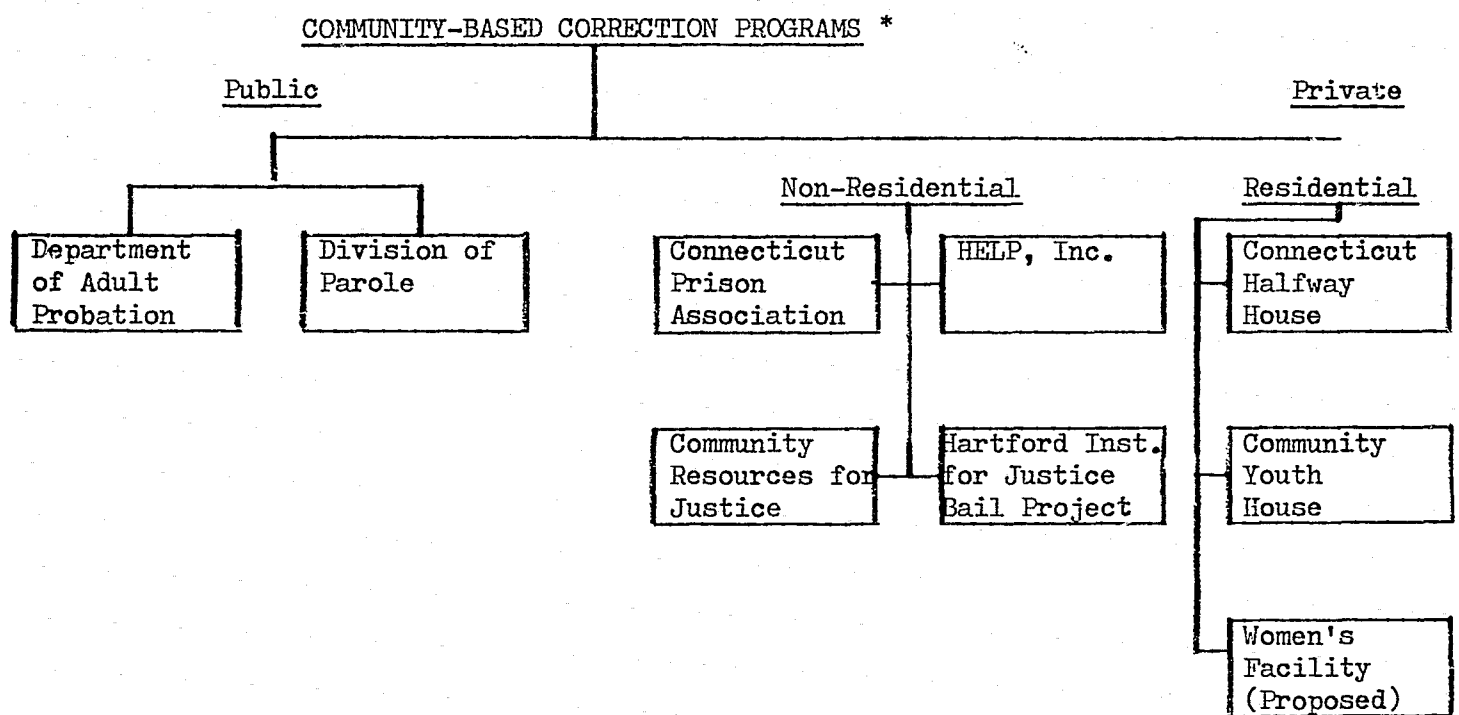 COMMUNITY-BASED CORRECTION PROGRAMS *
Public
Private
Non-Residential
Residential
Department
of Adult
Probation
Division of
Parole
Connecticut
Prison
Association
HELP, Inc.
Connecticut
Halfway
House
Community
Resources for
Justice
Hartford Inst.
for Justice
Bail Project
Community
Youth
House
Women's
Facility
(Proposed)